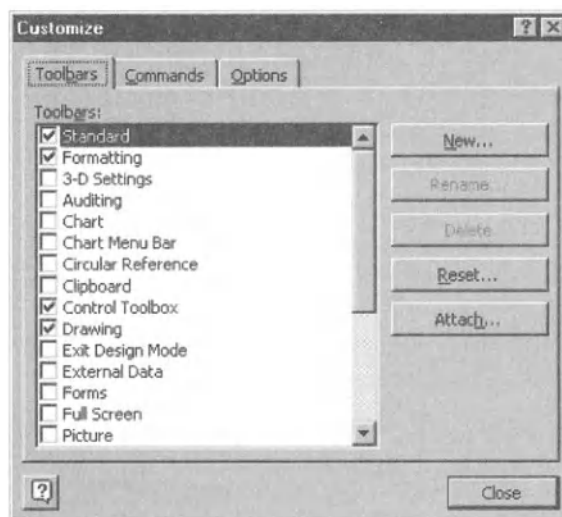 Customize
Toolbars Commands Options
Toolbars:
Standard
Formatting
3-D Settings
Auditing
Chart
Chart Menu Bar
Circular Reference
Clipboard
Control Toolbox
Drawing
Exit Design Mode
External Data
Forms
Full Screen
Picture
New...
Rename...
Delete
Reset...
Attach...
Close